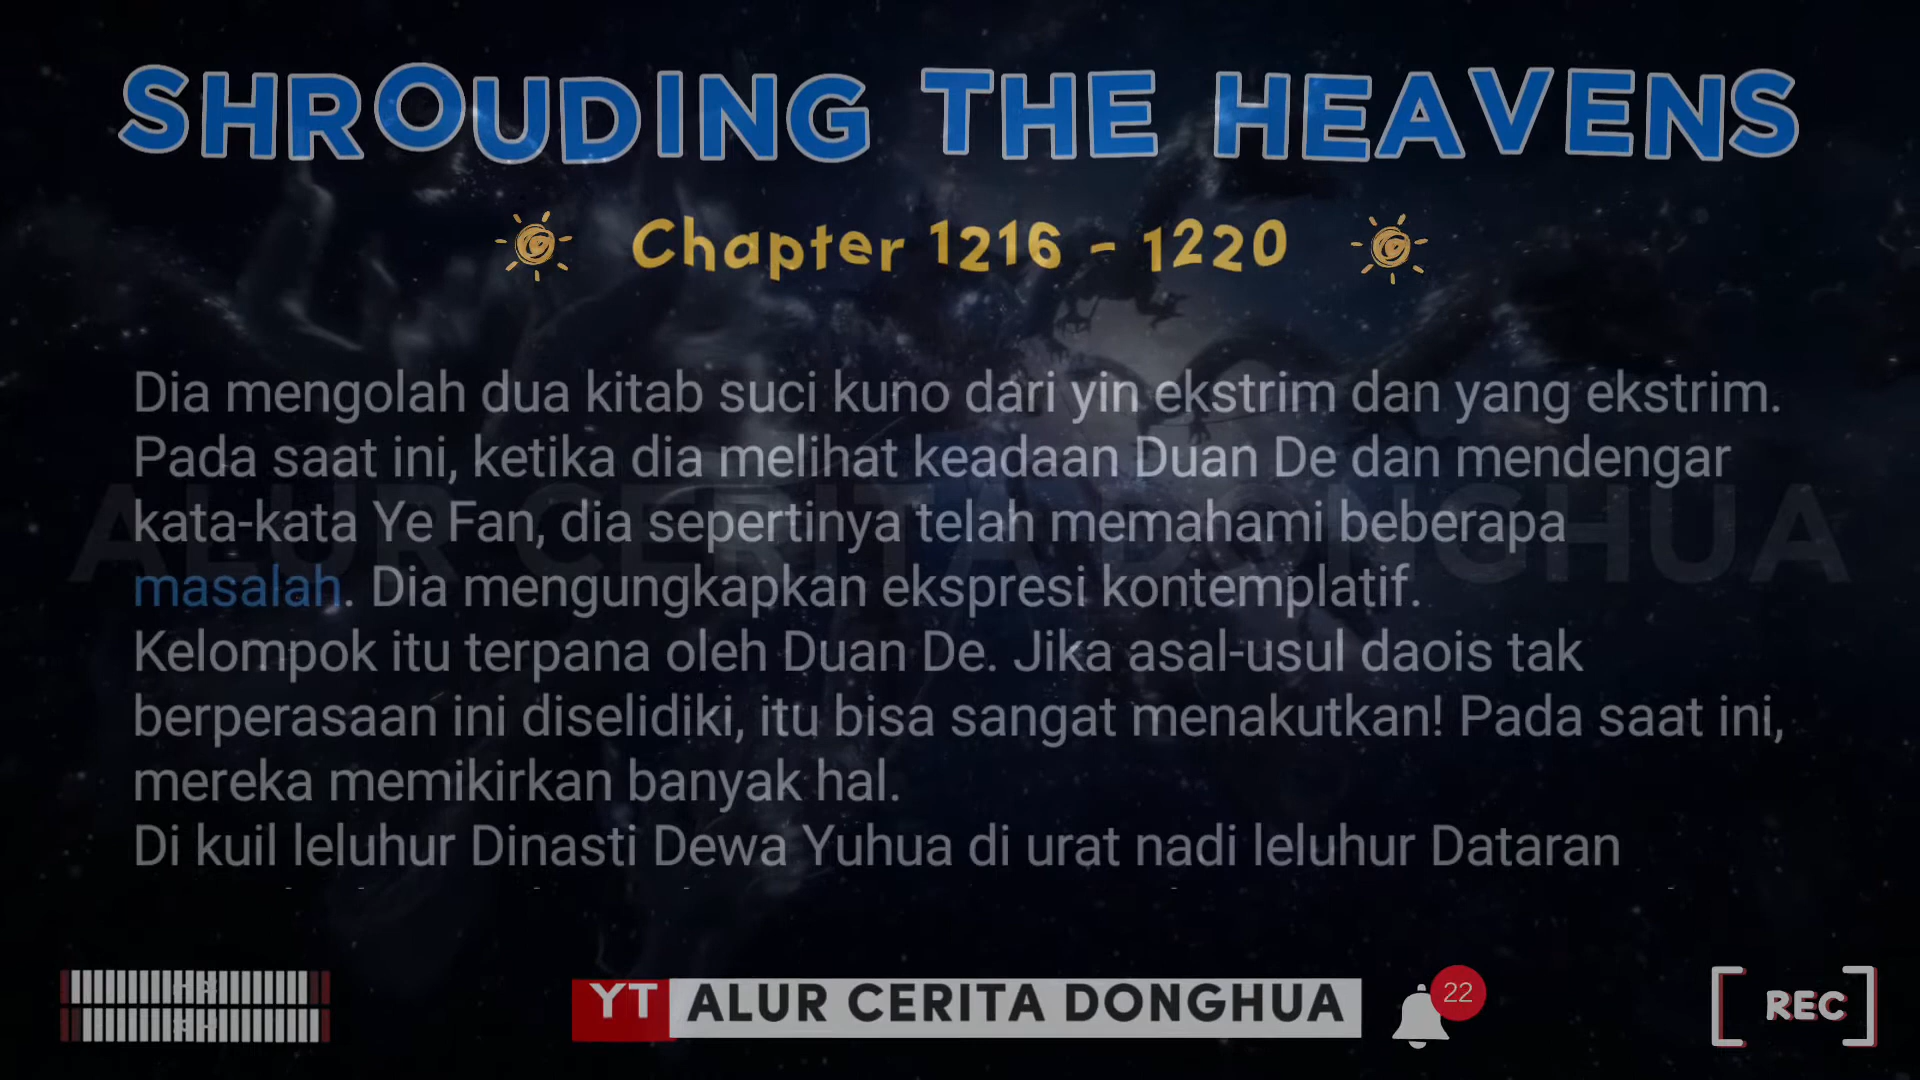 SHROUDING THE HEAVENS
Chapter 1216 - 1220
Dia mengolah dua kitab suci kuno dari yin ekstrim dan yang ekstrim.
Pada saat ini, ketika dia melihat keadaan Duan De dan mendengar
kata-kata Ye Fan, dia sepertinya telah memahami beberapa
masalah. Dia mengungkapkan ekspresi kontemplatif.
Kelompok itu terpana oleh Duan De. Jika asal-usul daois tak
berperasaan ini diselidiki, itu bisa sangat menakutkan! Pada saat ini,
mereka memikirkan banyak hal.
Di kuil leluhur Dinasti Dewa Yuhua di urat nadi leluhur Dataran
ALUR CERITA DONGHUA
YT ALUR CERITA DONGHUA
22
REC